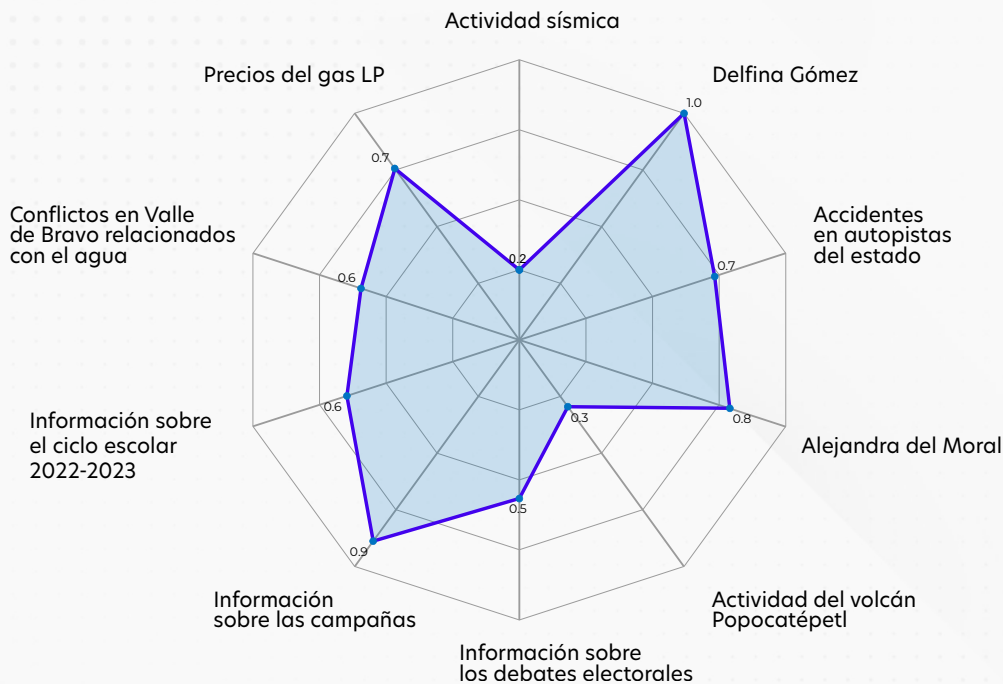 Actividad sísmica
Precios del gas LP
Delfina Gómez
1.0
0.7
Conflictos en Valle
de Bravo relacionados
con el agua
Accidentes
en autopistas
del estado
0.2
0.7
0.6
0.6
0.3
0.8
Información sobre
el ciclo escolar
2022-2023
Alejandra del Moral
0.5
0.9
Información
sobre las campañas
Actividad del volcán
Popocatépetl
Información sobre
los debates electorales